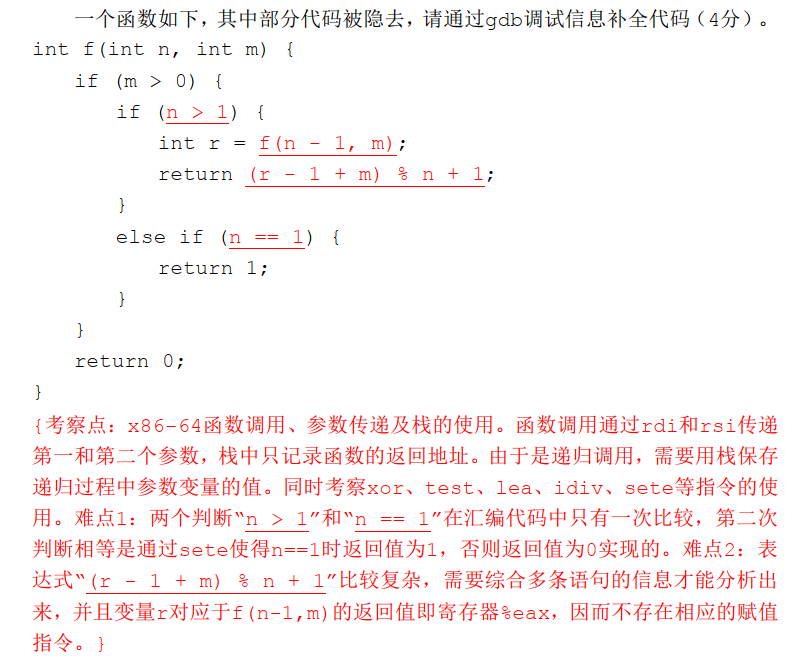 一个函数如下，其中部分代码被隐去，请通过gdb调试信息补全代码（4分）。
int f(int n, int m) {
if (m > 0) {
if (n > 1) {
int r = f(n - 1, m);
return (r - 1 + m) % n + 1;
}
else if (n == 1) {
return 1;
}
}
return 0;
}
{考察点：x86-64函数调用、参数传递及栈的使用。函数调用通过rdi和rsi传递
第一和第二个参数，栈中只记录函数的返回地址。由于是递归调用，需要用栈保存
递归过程中参数变量的值。同时考察xor、test、lea、idiv、sete等指令的使
用。难点1：两个判断“n > 1”和“n == 1”在汇编代码中只有一次比较，第二次
判断相等是通过sete使得n==1时返回值为1，否则返回值为0实现的。难点2：表
达式“(r - 1 + m) % n + 1”比较复杂，需要综合多条语句的信息才能分析出
来，并且变量r对应于f(n-1,m)的返回值即寄存器%eax，因而不存在相应的赋值
指令。}